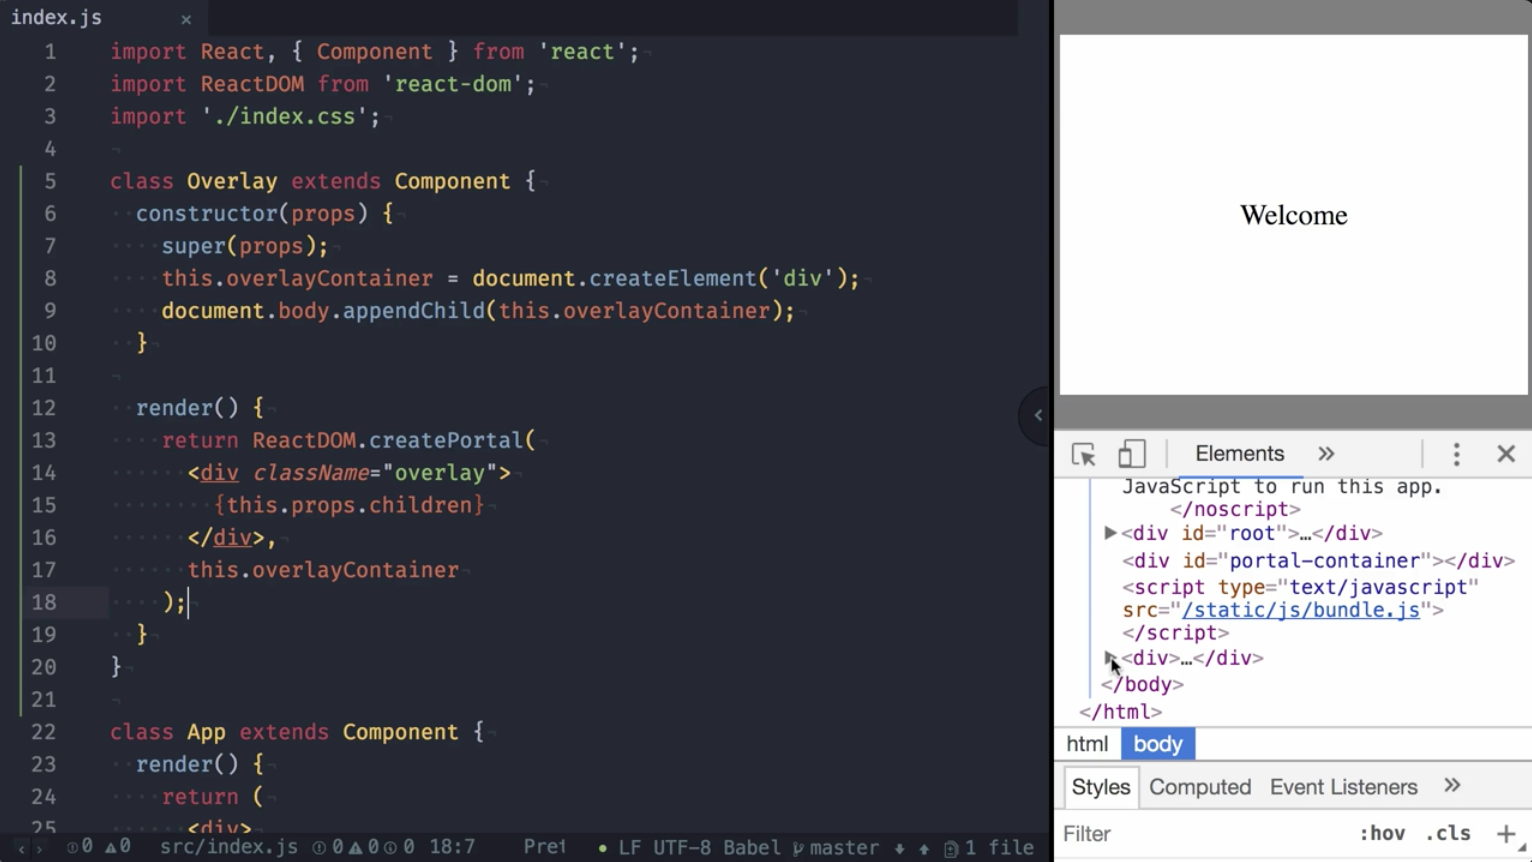 index.js ×
1 import React, { Component } from 'react';
2 import ReactDOM from 'react-dom';
3 import './index.css';
4
5 class Overlay extends Component {
6 constructor(props) {
7 super(props);
8 this.overlayContainer = document.createElement('div');
9 document.body.appendChild(this.overlayContainer);
10 }
11
12 render() {
13 return ReactDOM.createPortal(
14 <div className="overlay">
15 {this.props.children}
16 </div>,
17 this.overlayContainer
18 );
19 }
20 }
21
22 class App extends Component {
23 render() {
24 return (
25 <div>
0 0 src/index.js 0 0 0 18:7 Pret LF UTF-8 Babel master 1 file
Welcome
Elements »
JavaScript to run this app.
</noscript>
<div id="root">…</div>
<div id="portal-container"></div>
<script type="text/javascript"
src="/static/js/bundle.js">
</script>
<div>…</div>
</body>
</html>
html body
Styles Computed Event Listeners »
Filter :hov .cls +